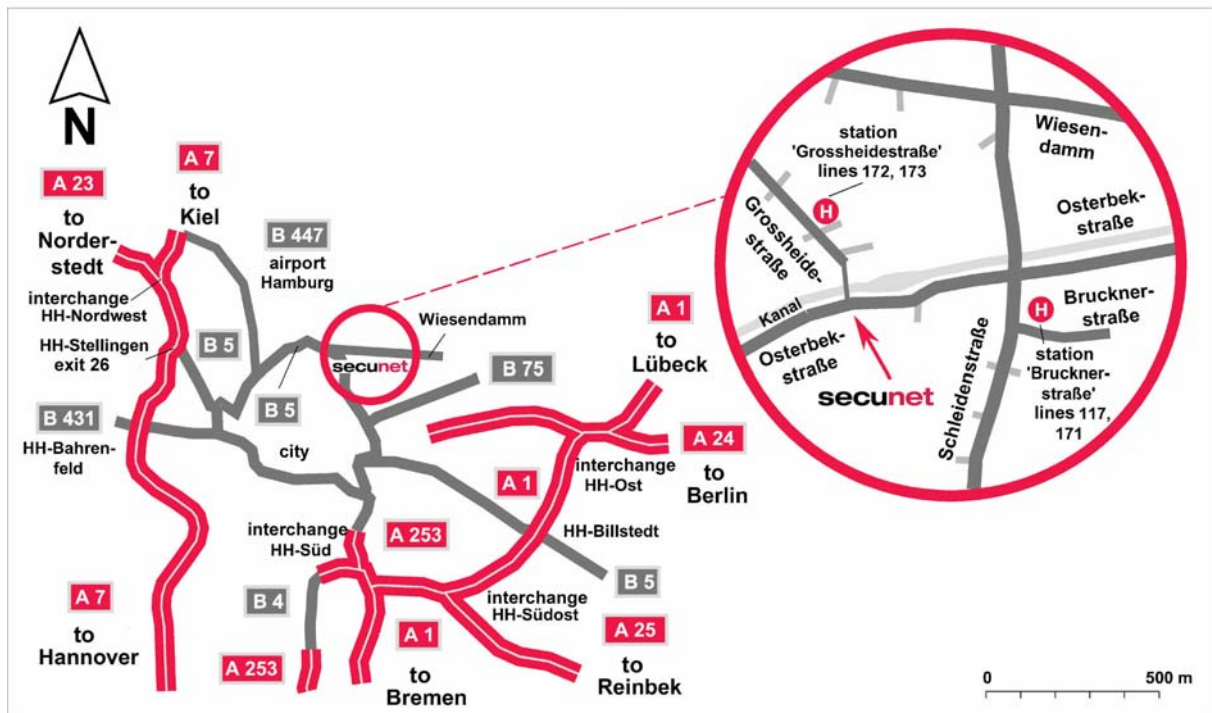 N
A 23
to
Norder-
stedt
A 7
to
Kiel
B 447
airport
Hamburg
interchange
HH-Nordwest
HH-Stellingen
exit 26
B 5
B 5
B 431
HH-Bahren-
feld
city
secunet
Wiesendamm
B 75
A 1
to
Lübeck
A 24
to
Berlin
interchange
HH-Ost
A 1
HH-Billstedt
B 5
interchange
HH-Süd
A 253
interchange
HH-Südost
B 4
A 7
to
Hannover
A 253
A 1
to
Bremen
A 25
to
Reinbek
station
'Grossheidestraße'
lines 172, 173
H
Wiesen-
damm
Grossheide-
straße
Osterbek-
straße
Kanal
Osterbek-
straße
secunet
Schleidenstraße
H
Bruckner-
straße
station
'Bruckner-
straße'
lines 117,
171
0
500 m